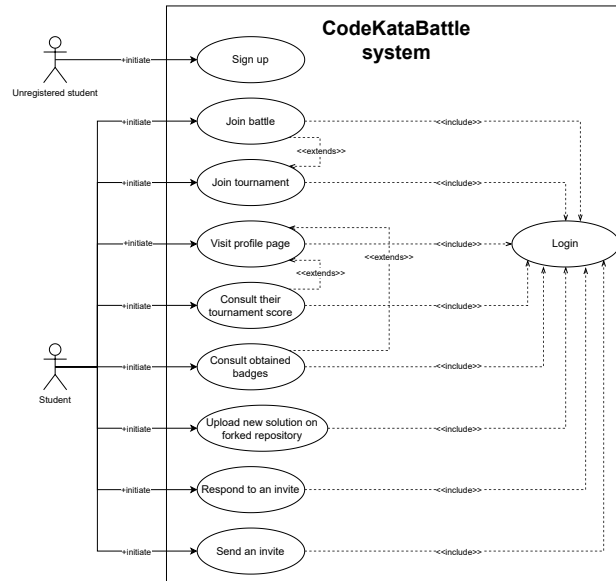 CodeKataBattle
system
+initiate
Sign up
Unregistered student
+initiate
Join battle
<<include>>
<<extends>>
+initiate
Join tournament
<<include>>
+initiate
Visit profile page
<<include>>
Login
<<extends>>
<<extends>>
+initiate
Consult their
tournament score
<<include>>
+initiate
Consult obtained
badges
<<include>>
Student
+initiate
Upload new solution on
forked repository
<<include>>
+initiate
Respond to an invite
<<include>>
+initiate
Send an invite
<<include>>